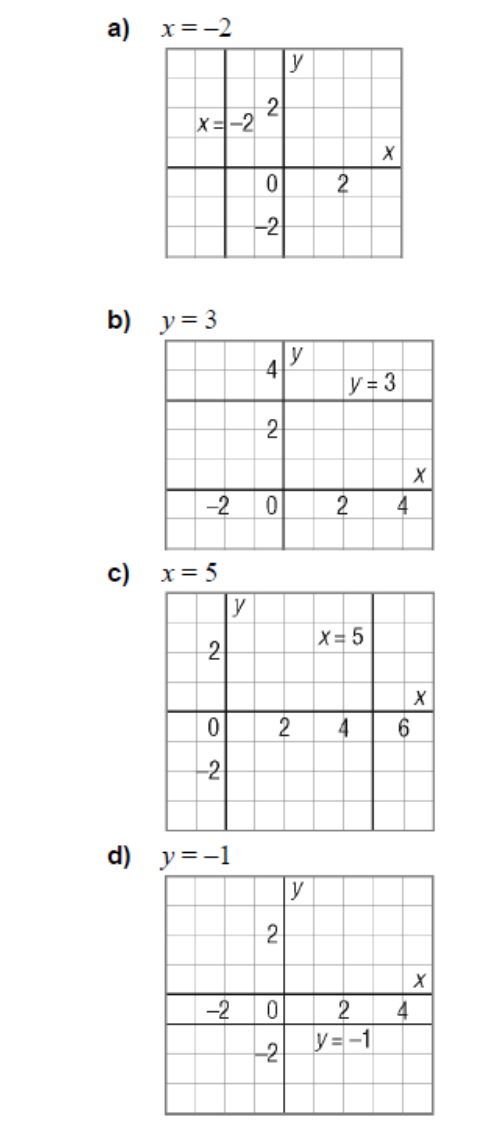 a) x = –2
y
2
x = –2
x
0 2
–2
b) y = 3
y
4
y = 3
2
x
–2 0 2 4
c) x = 5
y
x = 5
2
x
0 2 4 6
–2
d) y = –1
y
2
x
–2 0 2 4
y = –1
–2